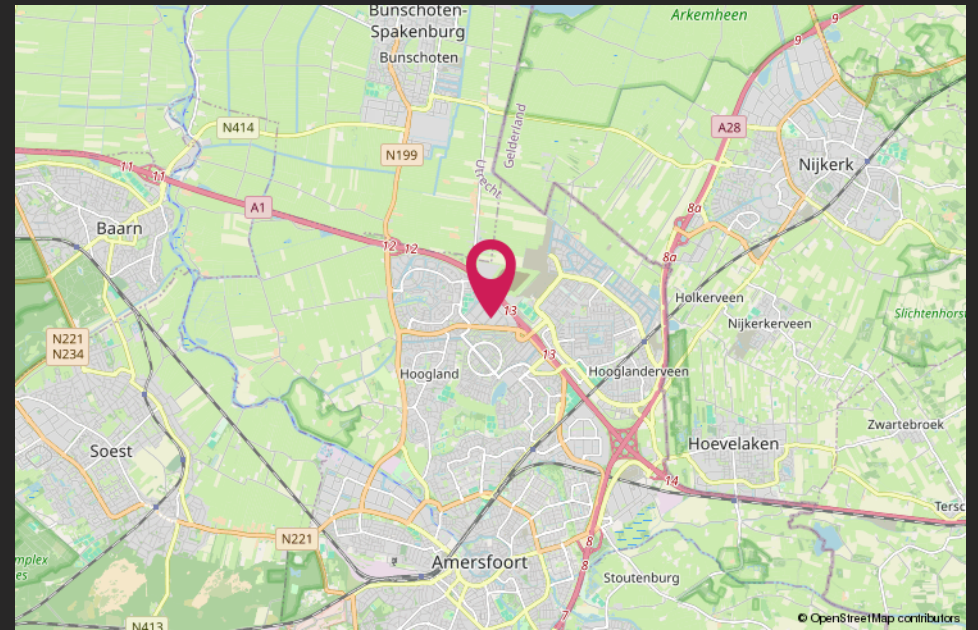 Bunschoten-
Spakenburg
Arkemheen
9
9
Bunschoten
N414
Gelderland
A28
N199
Utrecht
Nijkerk
11
11
A1
8a
Baarn
12
12
8a
Holkerveen
13
Slichtenhorst
Nijkerkerveen
N221
N234
13
Hoogland
Hooglanderveen
Zwartebroek
Soest
Hoevelaken
14
Tersc
N221
8
Amersfoort
mplex
es
8
Stoutenburg
7
N413
© OpenStreetMap contributors